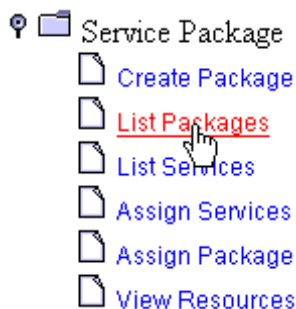 Service Package
Create Package
List Packages
List Services
Assign Services
Assign Package
View Resources